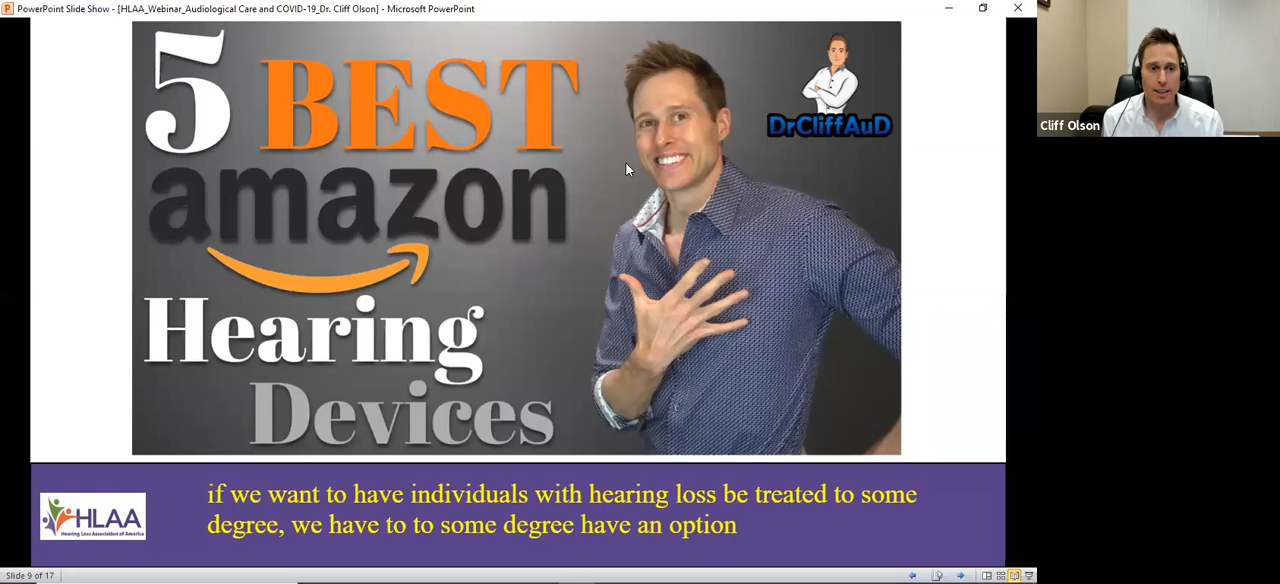 PowerPoint Slide Show - [HLAA_Webinar_Audiological Care and COVID-19_Dr. Cliff Olson] - Microsoft PowerPoint
5 BEST
amazon
Hearing
Devices
DrCliffAuD
Cliff Olson
if we want to have individuals with hearing loss be treated to some
degree, we have to to some degree have an option
HLAA
Hearing Loss Association of America
Slide 9 of 17